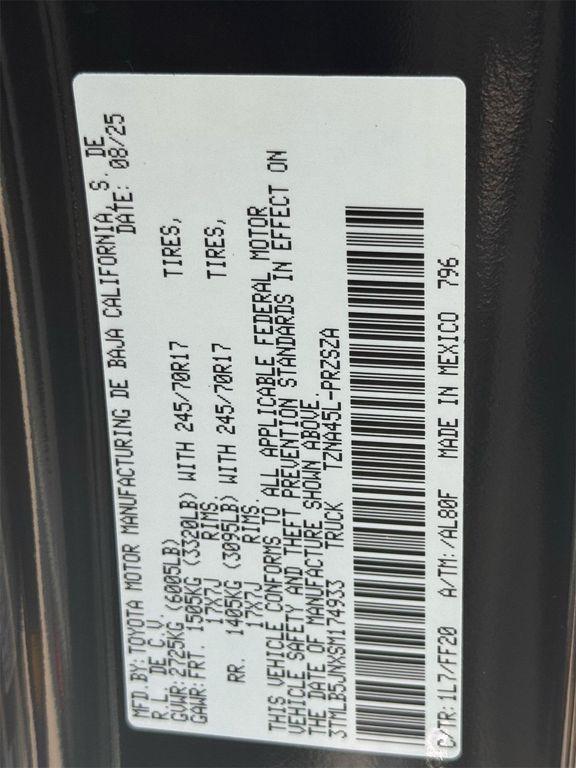 MFD.BY: TOYOTA MOTOR MANUFACTURING DE BAJA CALIFORNIA, S. DE
R.L. DE C.V. DATE: 08/25
GVWR: 2725KG (6005LB)
GAWR: FRT. 1505KG (3320LB) WITH 245/70R17 TIRES,
17X7J RIMS.
RR. 1405KG (3095LB) WITH 245/70R17 TIRES,
17X7J RIMS.
THIS VEHICLE CONFORMS TO ALL APPLICABLE FEDERAL MOTOR
VEHICLE SAFETY AND THEFT PREVENTION STANDARDS IN EFFECT ON
THE DATE OF MANUFACTURE SHOWN ABOVE.
3TMLB5JNXSM174933 TRUCK TZNA45L-PRZSZA
C/TR: 1L7/FF20 A/TM: /AL80F MADE IN MEXICO 796